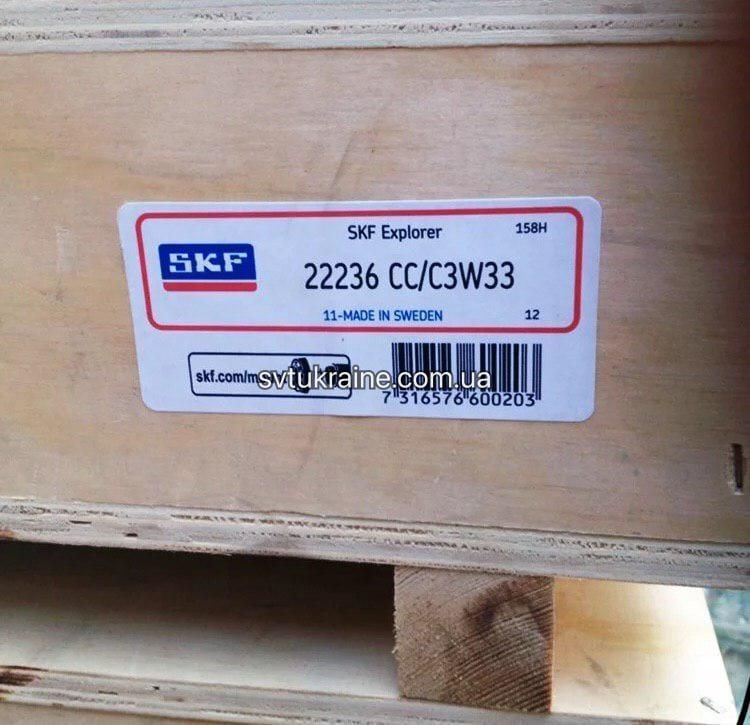 SKF Explorer
158H
SKF
22236 CC/C3W33
11-MADE IN SWEDEN
12
skf.com/m
svtukraine.com.ua
7 316576 600203